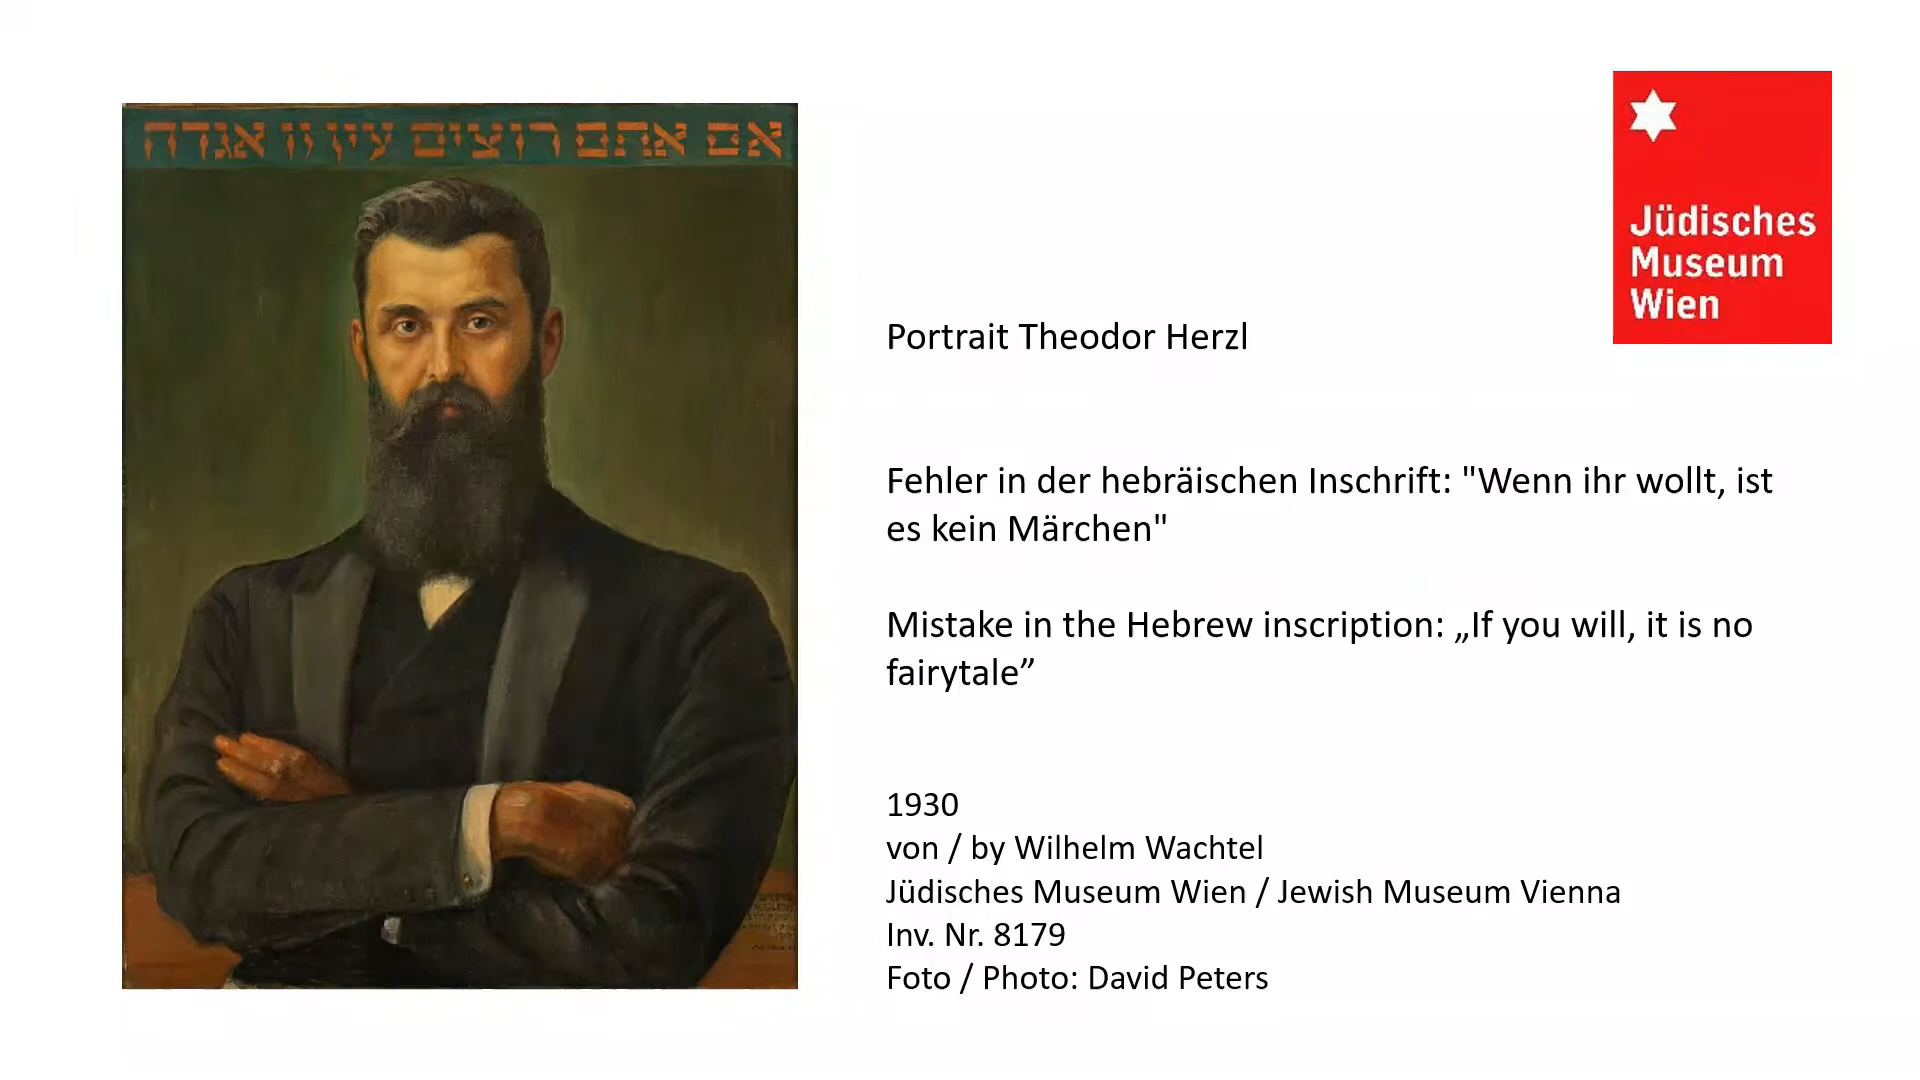 אם אתם רוצים עין זו אגדה
Jüdisches
Museum
Wien
Portrait Theodor Herzl
Fehler in der hebräischen Inschrift: "Wenn ihr wollt, ist
es kein Märchen"
Mistake in the Hebrew inscription: „If you will, it is no
fairytale”
1930
von / by Wilhelm Wachtel
Jüdisches Museum Wien / Jewish Museum Vienna
Inv. Nr. 8179
Foto / Photo: David Peters